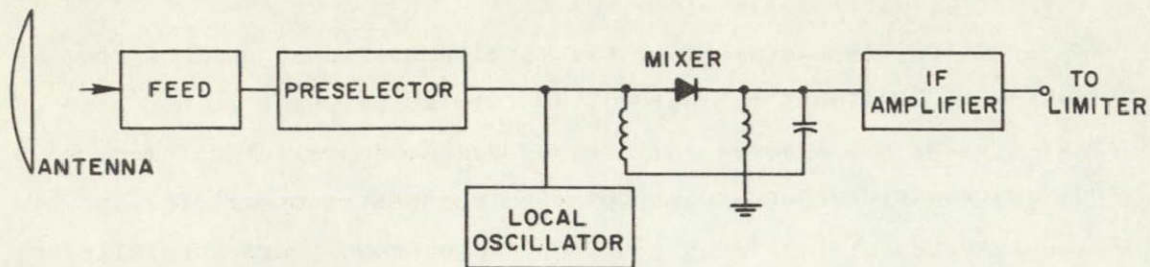 ANTENNA
FEED
PRESELECTOR
LOCAL
OSCILLATOR
MIXER
IF
AMPLIFIER
TO
LIMITER